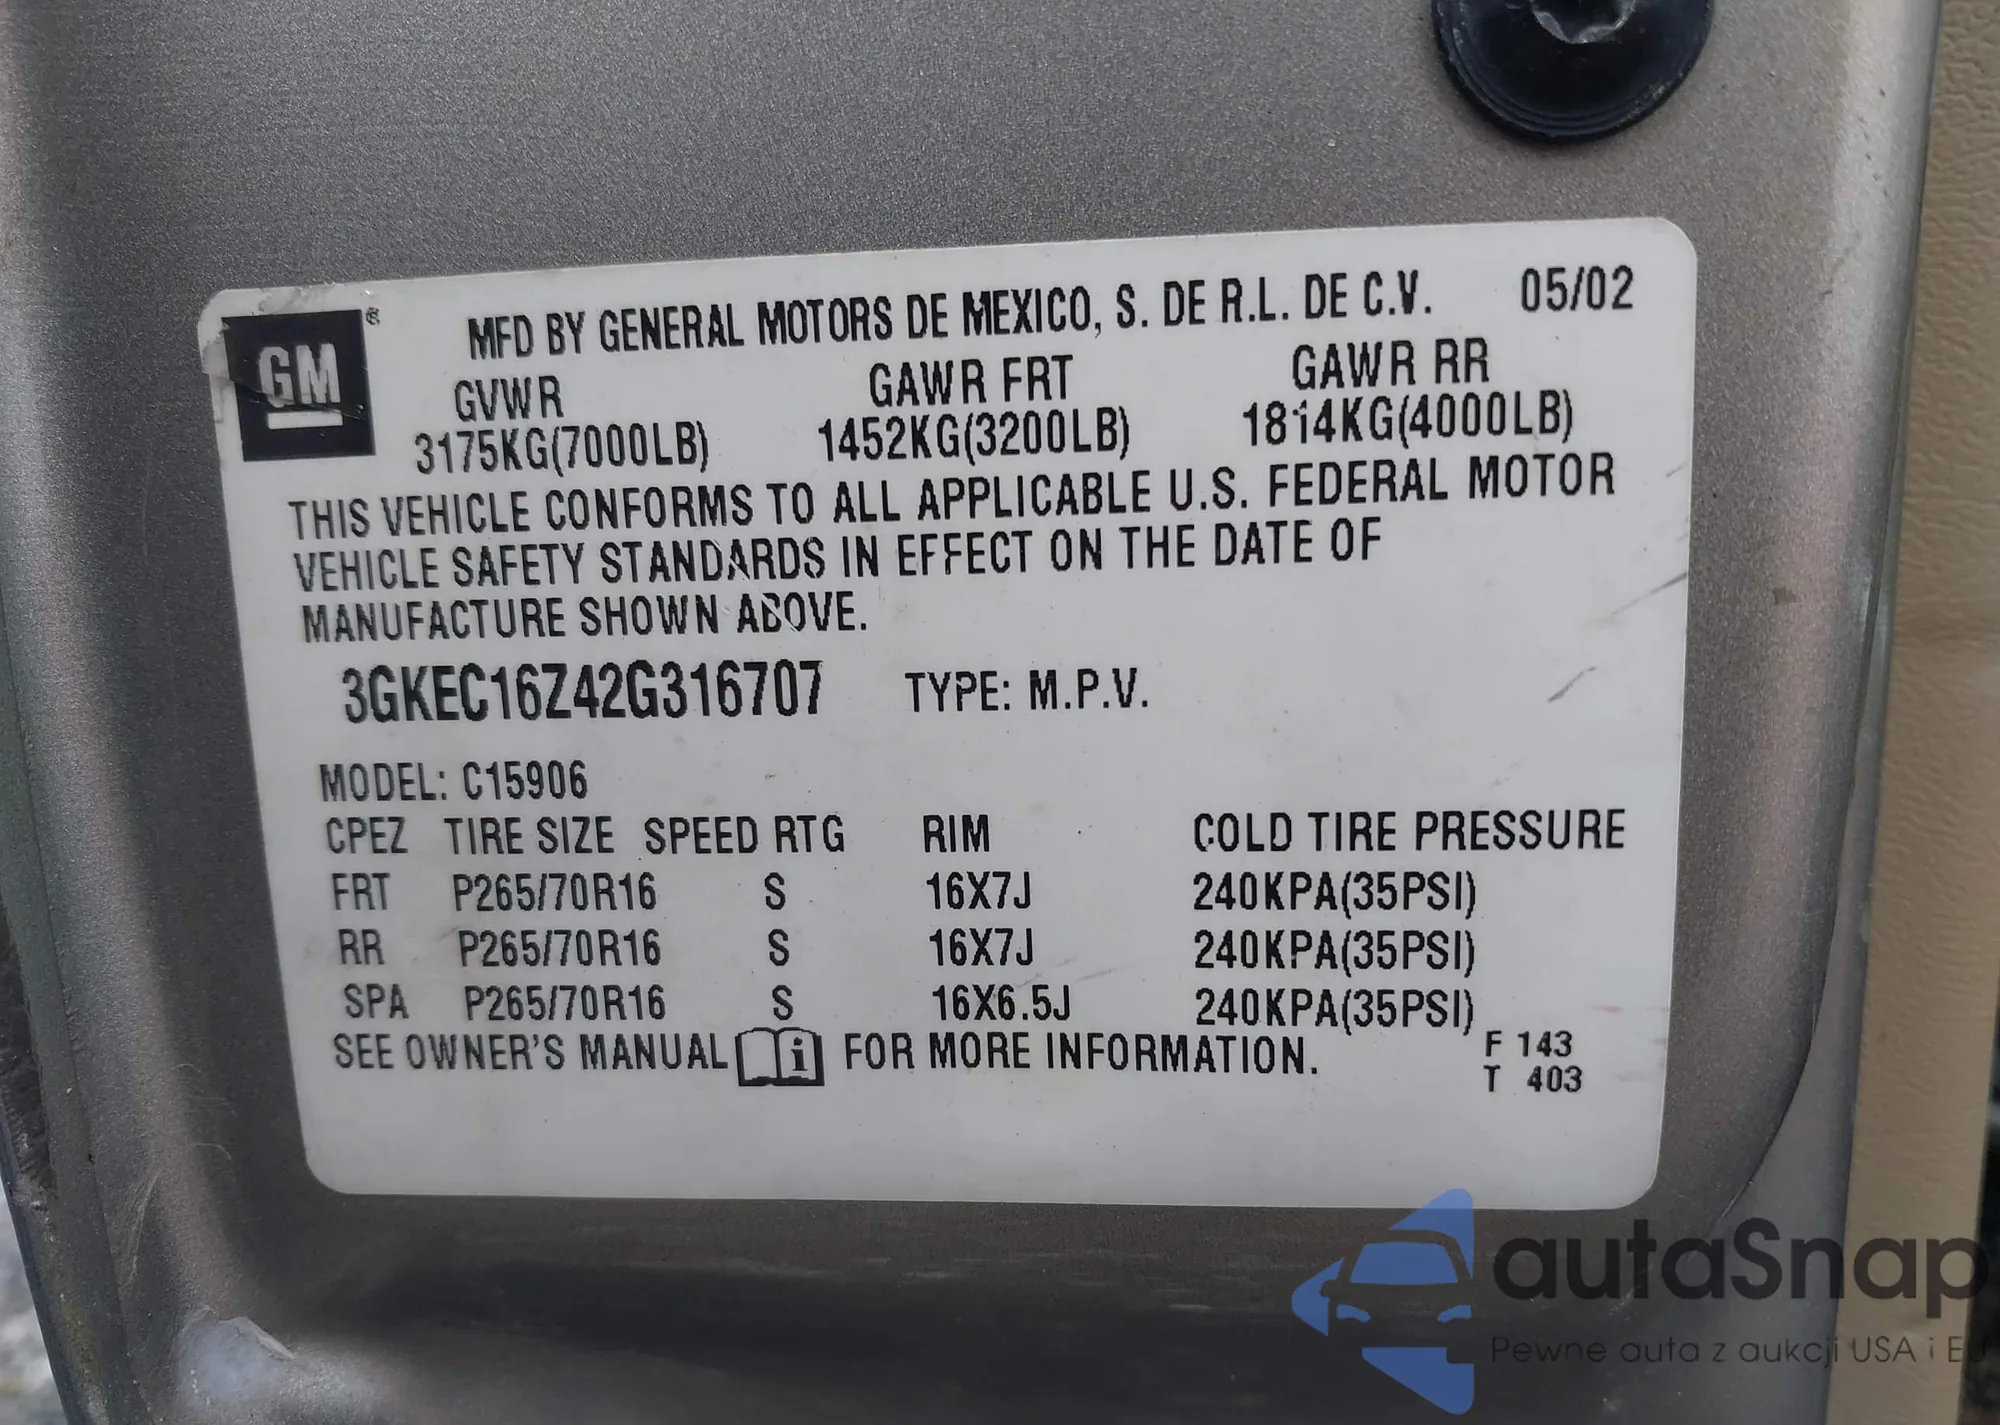 GM ®
MFD BY GENERAL MOTORS DE MEXICO, S. DE R.L. DE C.V. 05/02
GVWR GAWR FRT GAWR RR
3175KG(7000LB) 1452KG(3200LB) 1814KG(4000LB)
THIS VEHICLE CONFORMS TO ALL APPLICABLE U.S. FEDERAL MOTOR
VEHICLE SAFETY STANDARDS IN EFFECT ON THE DATE OF
MANUFACTURE SHOWN ABOVE.
3GKEC16Z42G316707 TYPE: M.P.V.
MODEL: C15906
CPEZ TIRE SIZE SPEED RTG RIM COLD TIRE PRESSURE
FRT P265/70R16 S 16X7J 240KPA(35PSI)
RR P265/70R16 S 16X7J 240KPA(35PSI)
SPA P265/70R16 S 16X6.5J 240KPA(35PSI)
SEE OWNER'S MANUAL i FOR MORE INFORMATION.
F 143
T 403
autaSnap
Pewne auta z aukcji USA i EU